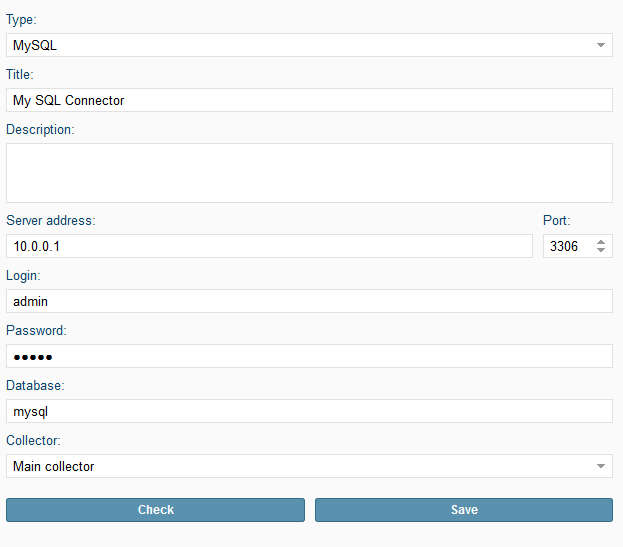 Type:
MySQL
Title:
My SQL Connector
Description:
Server address: Port:
10.0.0.1 3306
Login:
admin
Password:
●●●●●
Database:
mysql
Collector:
Main collector
Check Save